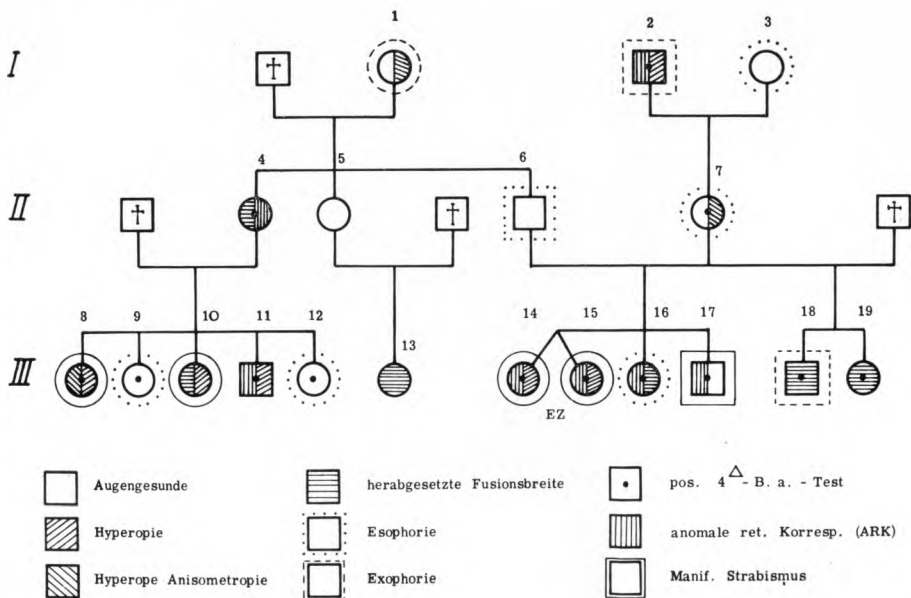 1 2 3
I
4 5 6 7
II
8 9 10 11 12 13 14 15 16 17 18 19
III
EZ
Augengesunde herabgesetzte Fusionsbreite pos. 4 △ - B. a. - Test
Hyperopie Esophorie anomale ret. Korresp. (ARK)
Hyperope Anisometropie Exophorie Manif. Strabismus